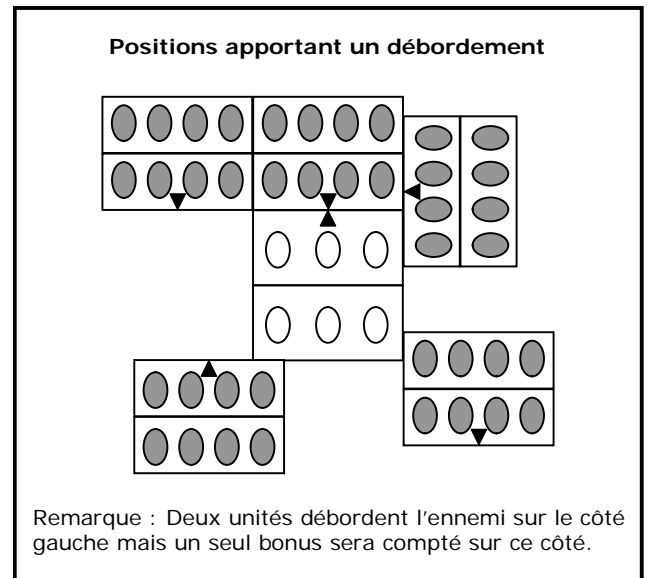 Positions apportant un débordement
Remarque : Deux unités débordent l'ennemi sur le côté
gauche mais un seul bonus sera compté sur ce côté.